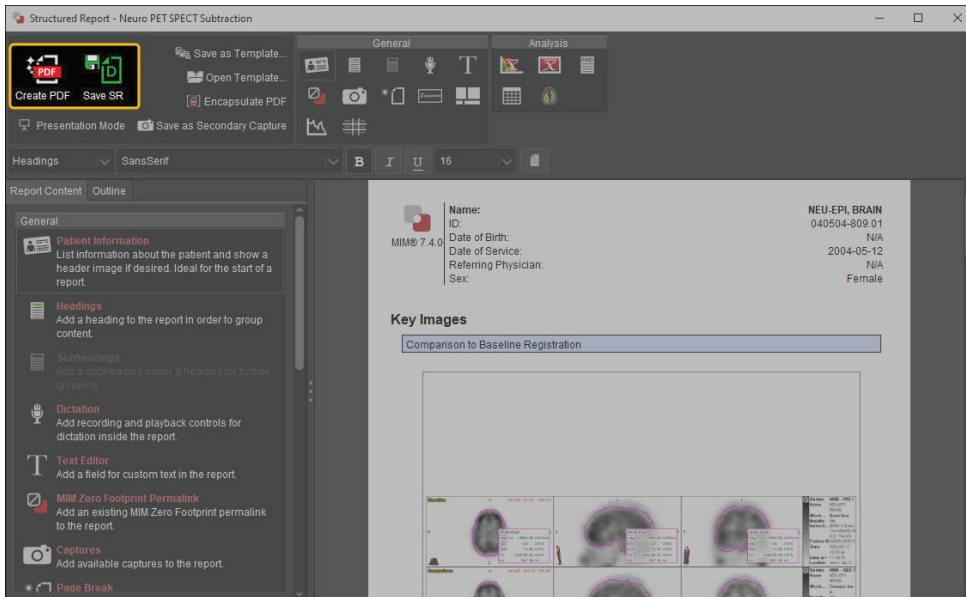 Structured Report - Neuro PET SPECT Subtraction
General
Analysis
PDF
Create PDF
Save SR
Save as Template...
Open Template...
Encapsulate PDF
Presentation Mode
Save as Secondary Capture
Headings
SansSerif
B
I
U
16
Report Content
Outline
General
Patient Information
List information about the patient and show a
header image if desired. Ideal for the start of a
report.
Headings
Add a heading to the report in order to group
content.
Subheadings
Add a subheading under a heading for further
grouping.
Dictation
Add recording and playback controls for
dictation inside the report.
Text Editor
Add a field for custom text in the report.
MIM Zero Footprint Permalink
Add an existing MIM Zero Footprint permalink
to the report.
Captures
Add available captures to the report.
Page Break
MIM® 7.4.0
Name: NEU-EPI, BRAIN
ID: 040504-809.01
Date of Birth: N/A
Date of Service: 2004-05-12
Referring Physician: N/A
Sex: Female
Key Images
Comparison to Baseline Registration